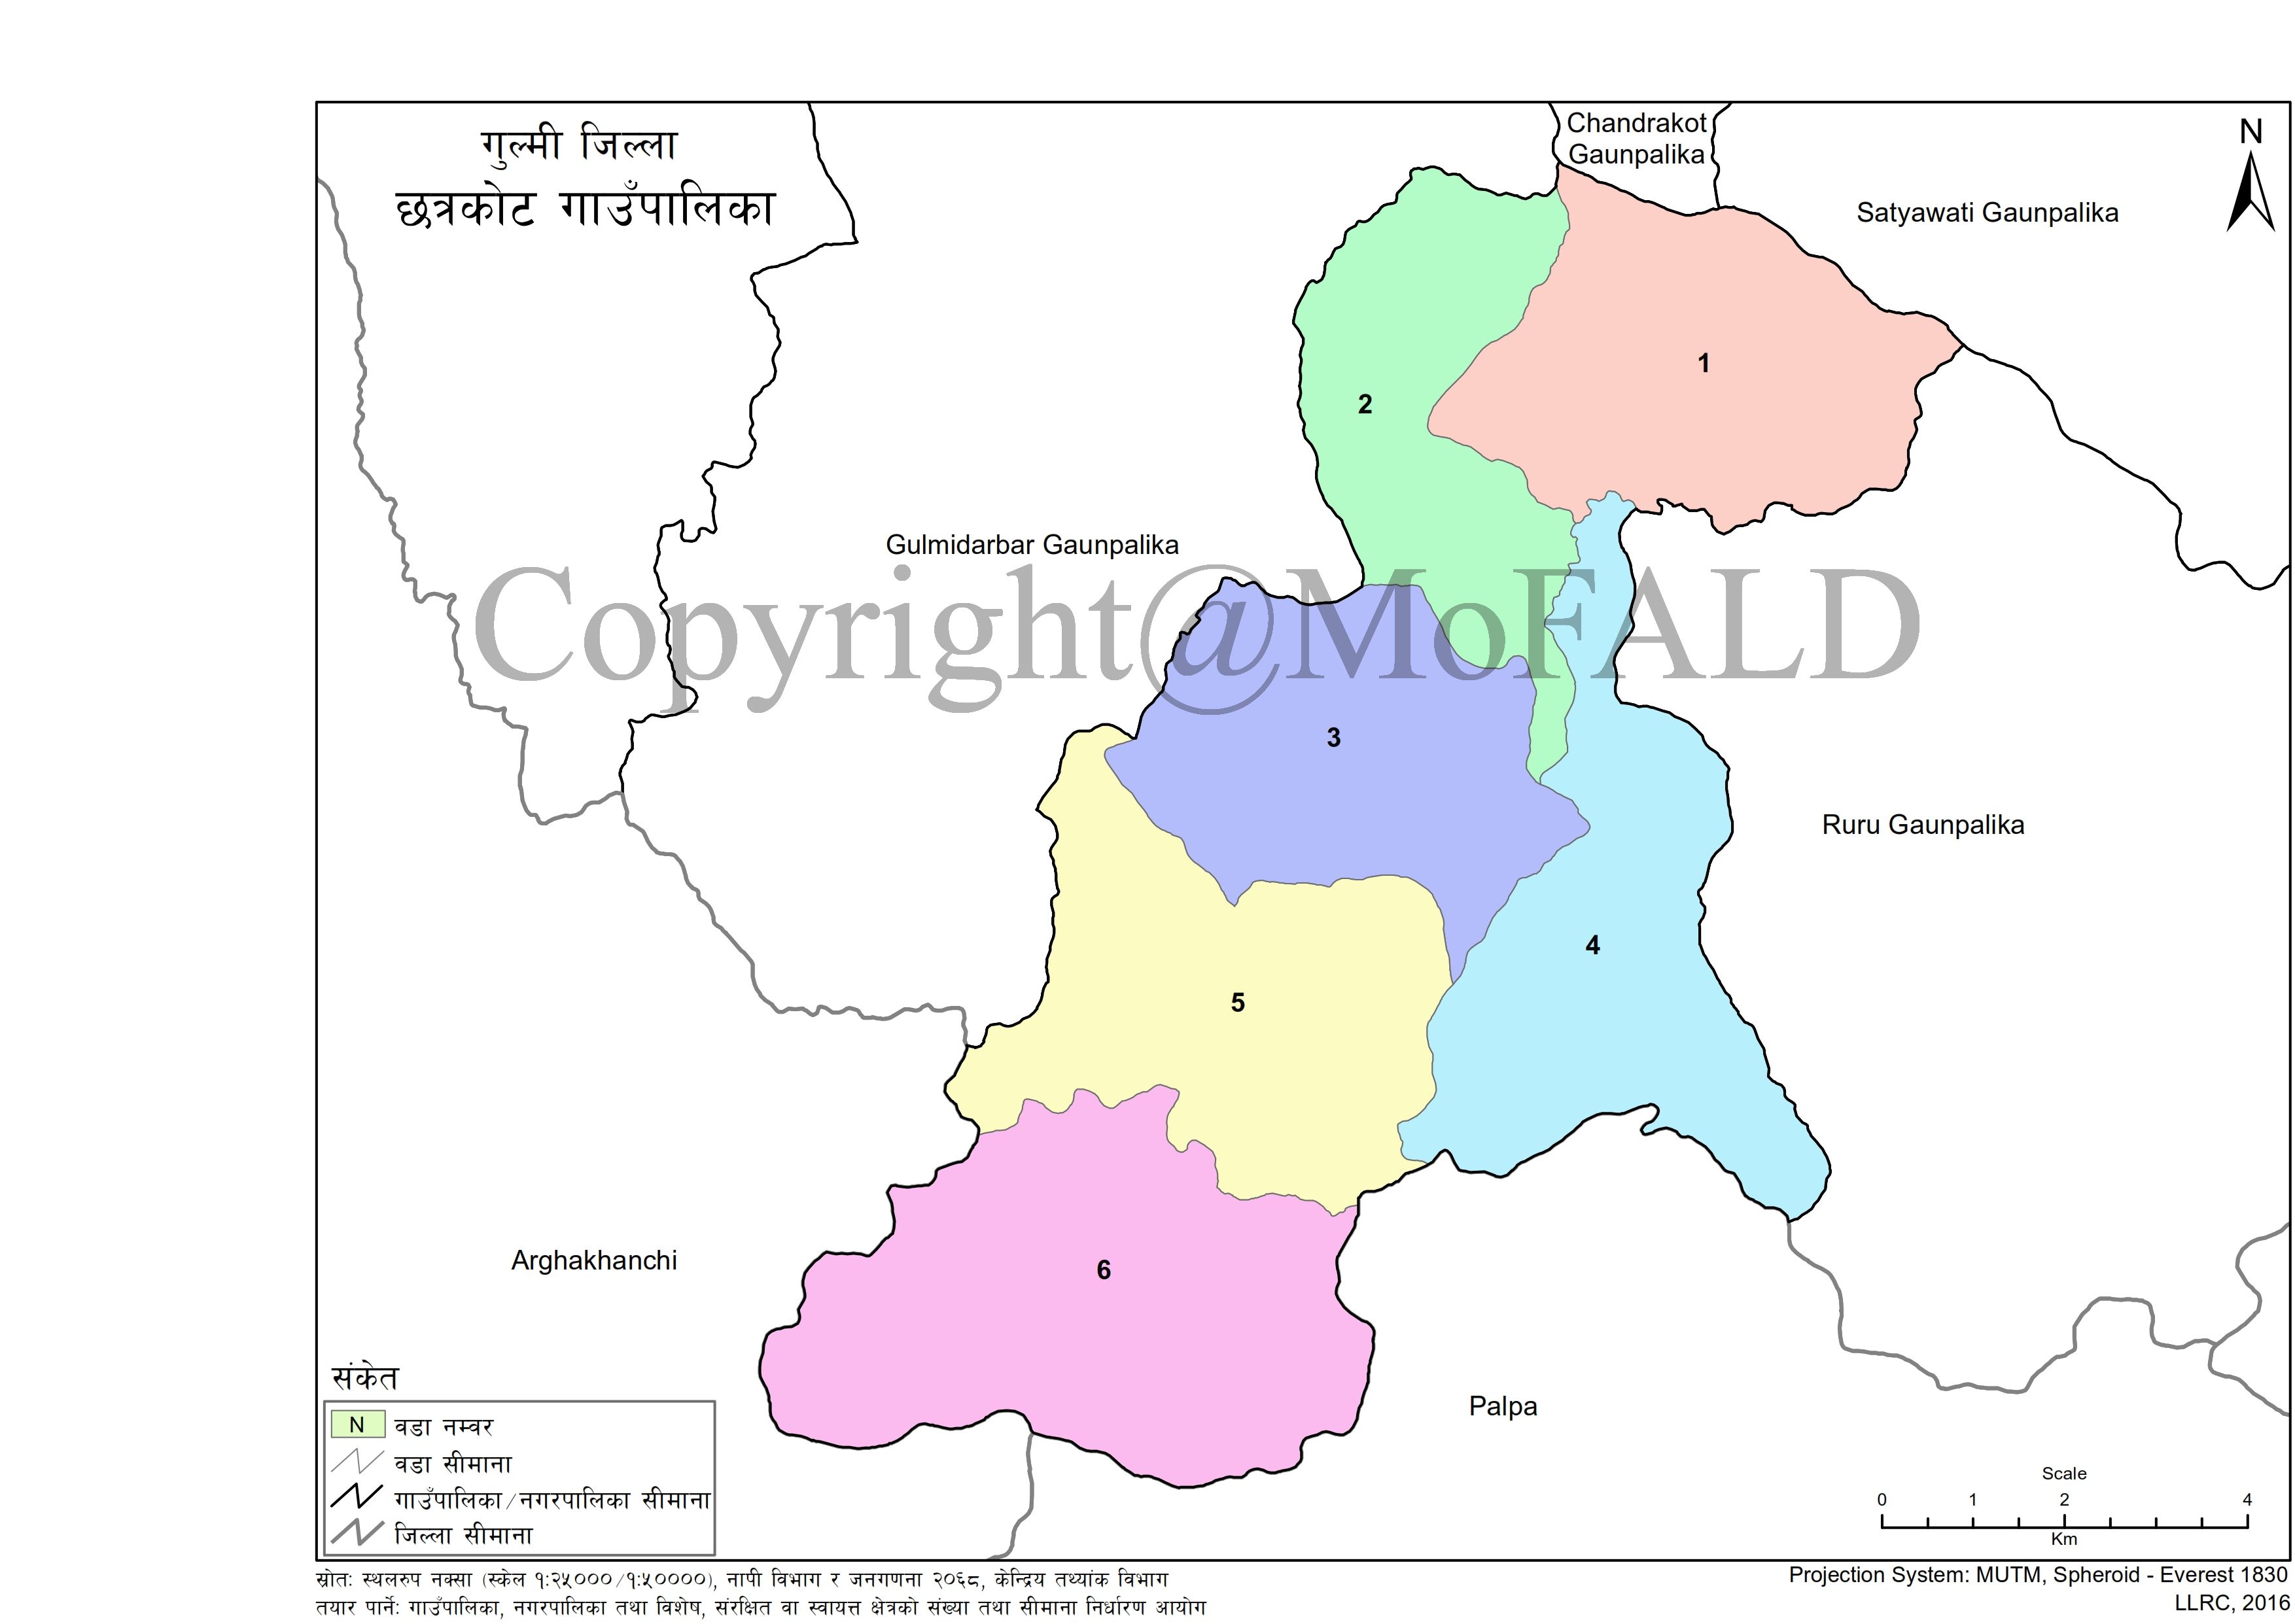 गुल्मी जिल्ला
छत्रकोट गाउँपालिका
Chandrakot
Gaunpalika
N
Satyawati Gaunpalika
1
2
Gulmidarbar Gaunpalika
Copyright@MoFALD
3
Ruru Gaunpalika
4
5
Arghakhanchi
6
Palpa
संकेत
N वडा नम्वर
वडा सीमाना
गाउँपालिका/नगरपालिका सीमाना
जिल्ला सीमाना
Scale
0 1 2 4
Km
स्रोतः स्थलरुप नक्सा (स्केल १:२५०००/१:५००००), नापी विभाग र जनगणना २०६८, केन्द्रिय तथ्यांक विभाग
तयार पार्नेः गाउँपालिका, नगरपालिका तथा विशेष, संरक्षित वा स्वायत्त क्षेत्रको संख्या तथा सीमाना निर्धारण आयोग
Projection System: MUTM, Spheroid - Everest 1830
LLRC, 2016